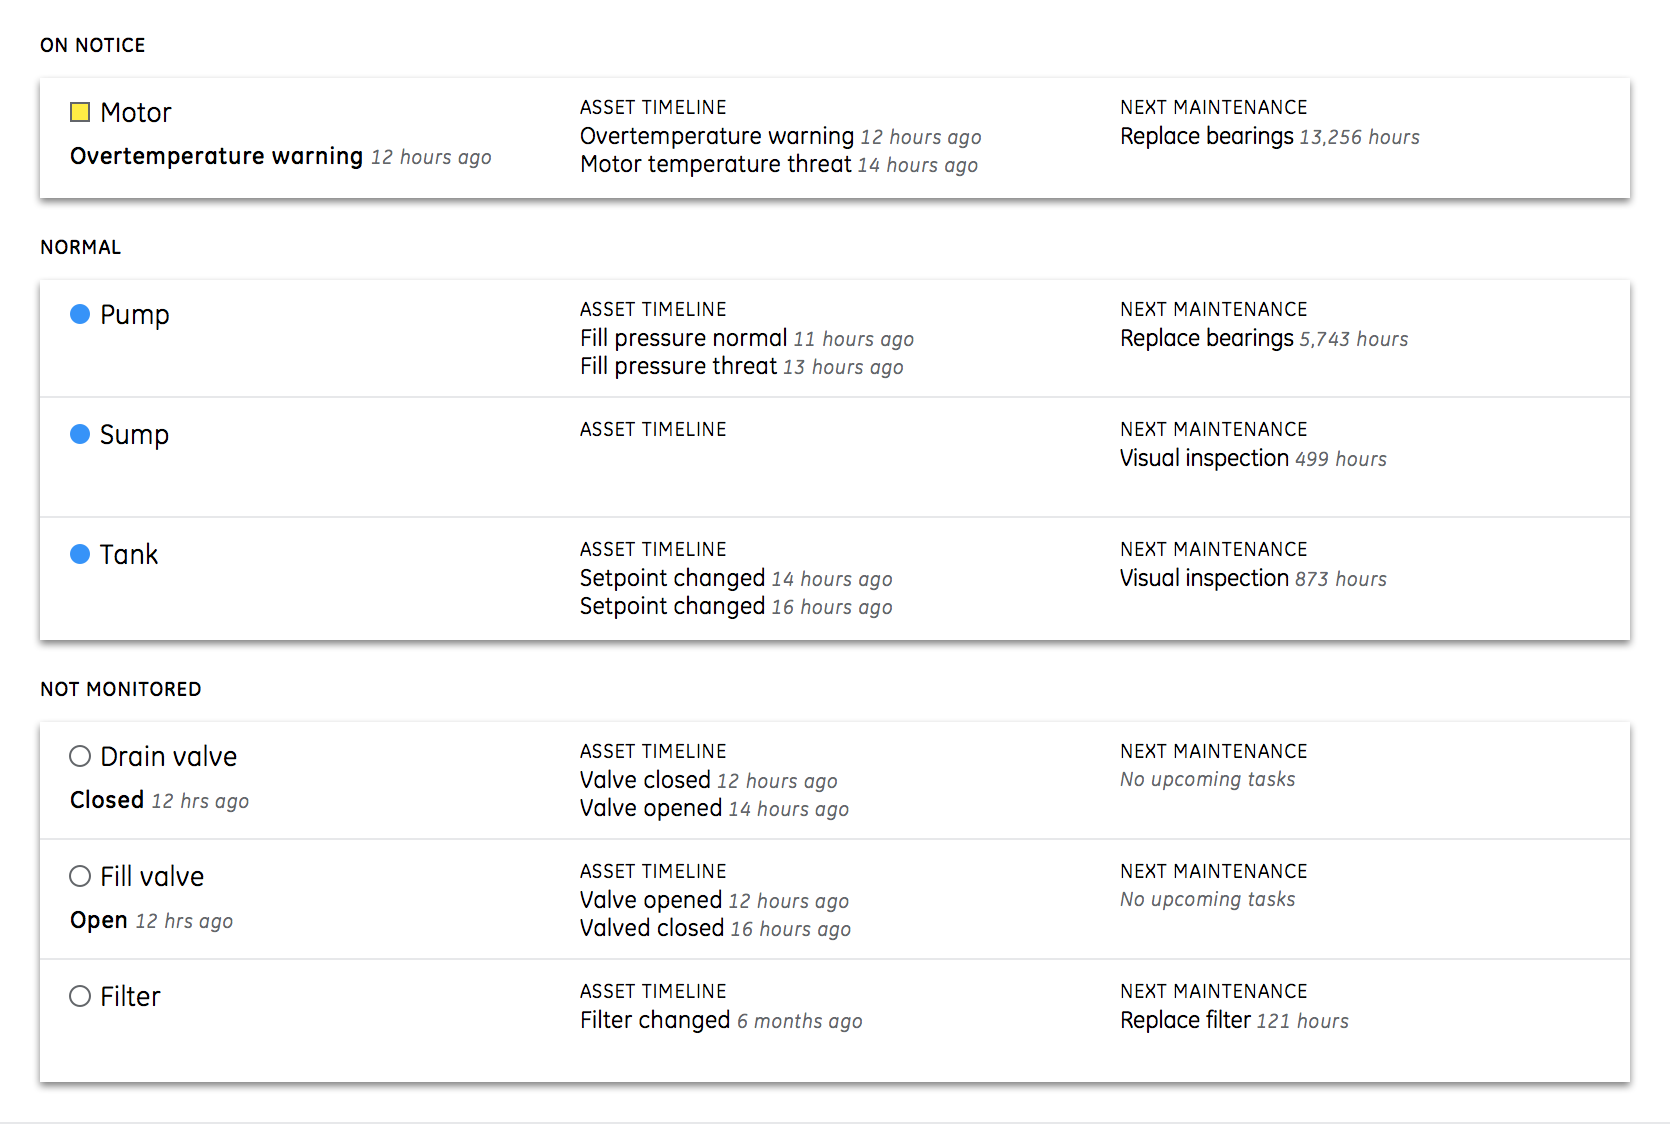 ON NOTICE
Motor
Overtemperature warning 12 hours ago
ASSET TIMELINE
Overtemperature warning 12 hours ago
Motor temperature threat 14 hours ago
NEXT MAINTENANCE
Replace bearings 13,256 hours
NORMAL
Pump
ASSET TIMELINE
Fill pressure normal 11 hours ago
Fill pressure threat 13 hours ago
NEXT MAINTENANCE
Replace bearings 5,743 hours
Sump
ASSET TIMELINE
NEXT MAINTENANCE
Visual inspection 499 hours
Tank
ASSET TIMELINE
Setpoint changed 14 hours ago
Setpoint changed 16 hours ago
NEXT MAINTENANCE
Visual inspection 873 hours
NOT MONITORED
Drain valve
Closed 12 hrs ago
ASSET TIMELINE
Valve closed 12 hours ago
Valve opened 14 hours ago
NEXT MAINTENANCE
No upcoming tasks
Fill valve
Open 12 hrs ago
ASSET TIMELINE
Valve opened 12 hours ago
Valved closed 16 hours ago
NEXT MAINTENANCE
No upcoming tasks
Filter
ASSET TIMELINE
Filter changed 6 months ago
NEXT MAINTENANCE
Replace filter 121 hours